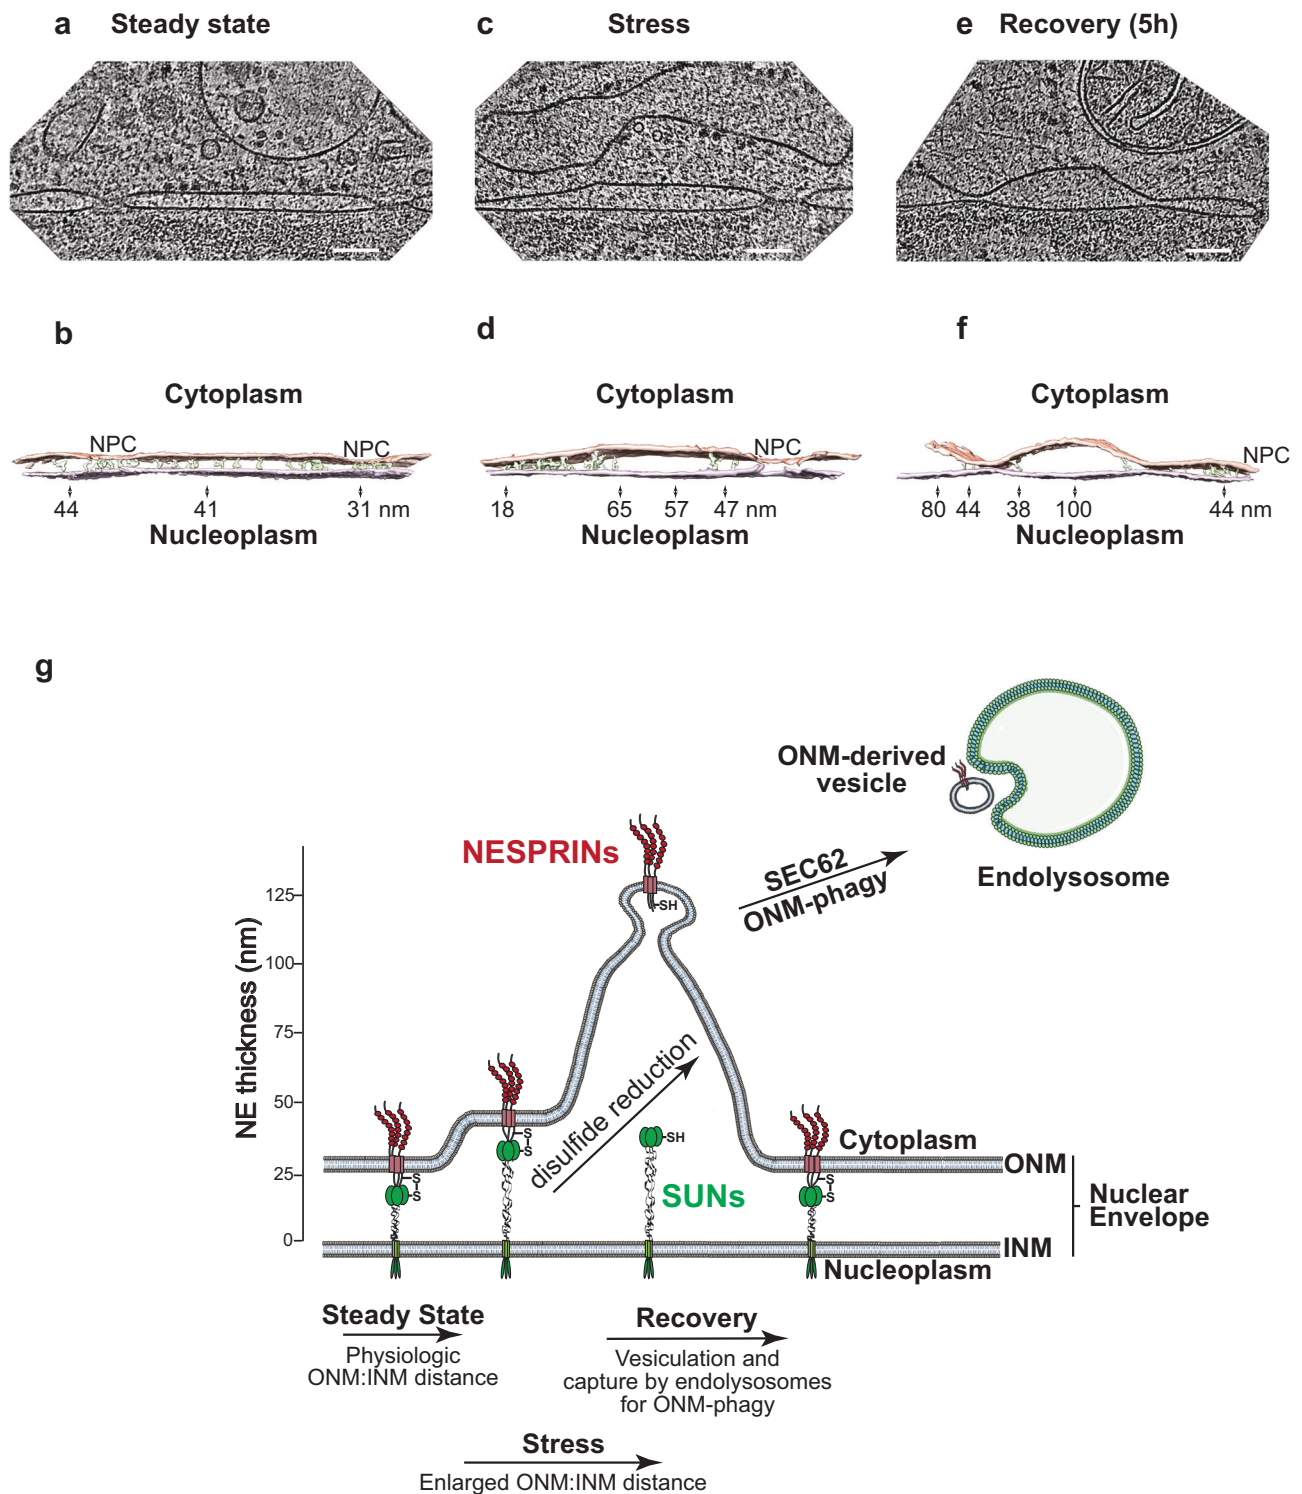 a Steady state
c Stress
e Recovery (5h)
b
Cytoplasm
NPC
NPC
44 41 31 nm
Nucleoplasm
d
Cytoplasm
NPC
18 65 57 47 nm
Nucleoplasm
f
Cytoplasm
NPC
80 44 38 100 44 nm
Nucleoplasm
g
ONM-derived
vesicle
Endolysosome
SEC62
ONM-phagy
NESPRINs
SH
NE thickness (nm)
125
100
75
50
25
0
S
S
S
S
disulfide reduction
SH
SUNs
S
S
Cytoplasm
ONM
Nuclear
Envelope
INM
Nucleoplasm
Steady State
Physiologic
ONM:INM distance
Recovery
Vesiculation and
capture by endolysosomes
for ONM-phagy
Stress
Enlarged ONM:INM distance